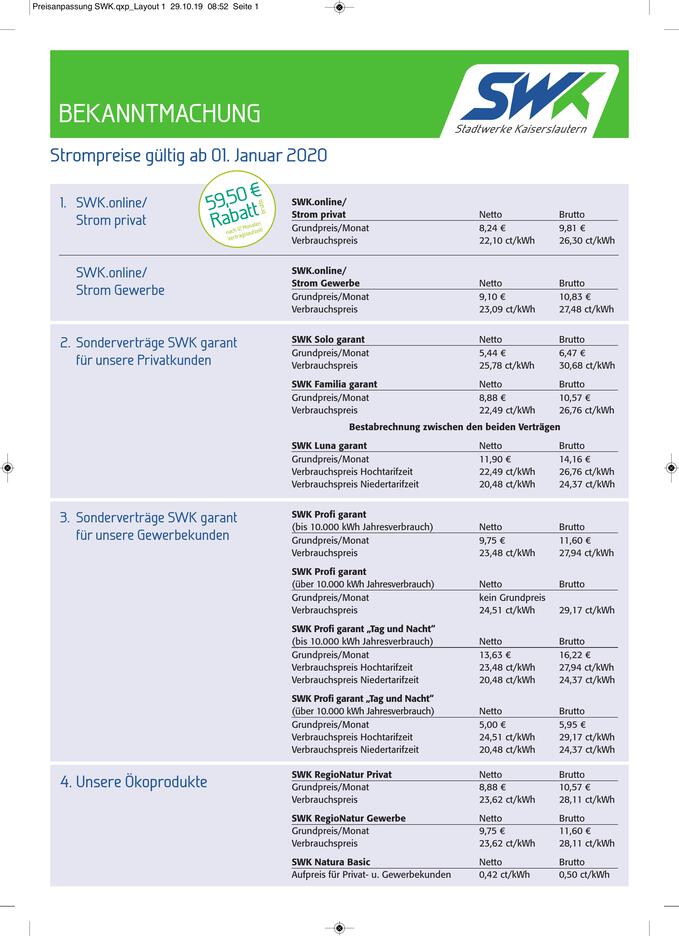 Preisanpassung SWK.qxp_Layout 1 29.10.19 08:52 Seite 1
BEKANNTMACHUNG
SWK
Stadtwerke Kaiserslautern
Strompreise gültig ab 01. Januar 2020
1. SWK.online/
Strom privat
59,50 €
Rabatt
brutto
nach 12 Monaten
Vertragslaufzeit!
SWK.online/
Strom privat Netto Brutto
Grundpreis/Monat 8,24 € 9,81 €
Verbrauchspreis 22,10 ct/kWh 26,30 ct/kWh
SWK.online/
Strom Gewerbe
SWK.online/
Strom Gewerbe Netto Brutto
Grundpreis/Monat 9,10 € 10,83 €
Verbrauchspreis 23,09 ct/kWh 27,48 ct/kWh
2. Sonderverträge SWK garant
für unsere Privatkunden
SWK Solo garant Netto Brutto
Grundpreis/Monat 5,44 € 6,47 €
Verbrauchspreis 25,78 ct/kWh 30,68 ct/kWh
SWK Familia garant Netto Brutto
Grundpreis/Monat 8,88 € 10,57 €
Verbrauchspreis 22,49 ct/kWh 26,76 ct/kWh
Bestabrechnung zwischen den beiden Verträgen
SWK Luna garant Netto Brutto
Grundpreis/Monat 11,90 € 14,16 €
Verbrauchspreis Hochtarifzeit 22,49 ct/kWh 26,76 ct/kWh
Verbrauchspreis Niedertarifzeit 20,48 ct/kWh 24,37 ct/kWh
3. Sonderverträge SWK garant
für unsere Gewerbekunden
SWK Profi garant
(bis 10.000 kWh Jahresverbrauch) Netto Brutto
Grundpreis/Monat 9,75 € 11,60 €
Verbrauchspreis 23,48 ct/kWh 27,94 ct/kWh
SWK Profi garant
(über 10.000 kWh Jahresverbrauch) Netto Brutto
Grundpreis/Monat kein Grundpreis
Verbrauchspreis 24,51 ct/kWh 29,17 ct/kWh
SWK Profi garant „Tag und Nacht“
(bis 10.000 kWh Jahresverbrauch) Netto Brutto
Grundpreis/Monat 13,63 € 16,22 €
Verbrauchspreis Hochtarifzeit 23,48 ct/kWh 27,94 ct/kWh
Verbrauchspreis Niedertarifzeit 20,48 ct/kWh 24,37 ct/kWh
SWK Profi garant „Tag und Nacht“
(über 10.000 kWh Jahresverbrauch) Netto Brutto
Grundpreis/Monat 5,00 € 5,95 €
Verbrauchspreis Hochtarifzeit 24,51 ct/kWh 29,17 ct/kWh
Verbrauchspreis Niedertarifzeit 20,48 ct/kWh 24,37 ct/kWh
4. Unsere Ökoprodukte
SWK RegioNatur Privat Netto Brutto
Grundpreis/Monat 8,88 € 10,57 €
Verbrauchspreis 23,62 ct/kWh 28,11 ct/kWh
SWK RegioNatur Gewerbe Netto Brutto
Grundpreis/Monat 9,75 € 11,60 €
Verbrauchspreis 23,62 ct/kWh 28,11 ct/kWh
SWK Natura Basic Netto Brutto
Aufpreis für Privat- u. Gewerbekunden 0,42 ct/kWh 0,50 ct/kWh